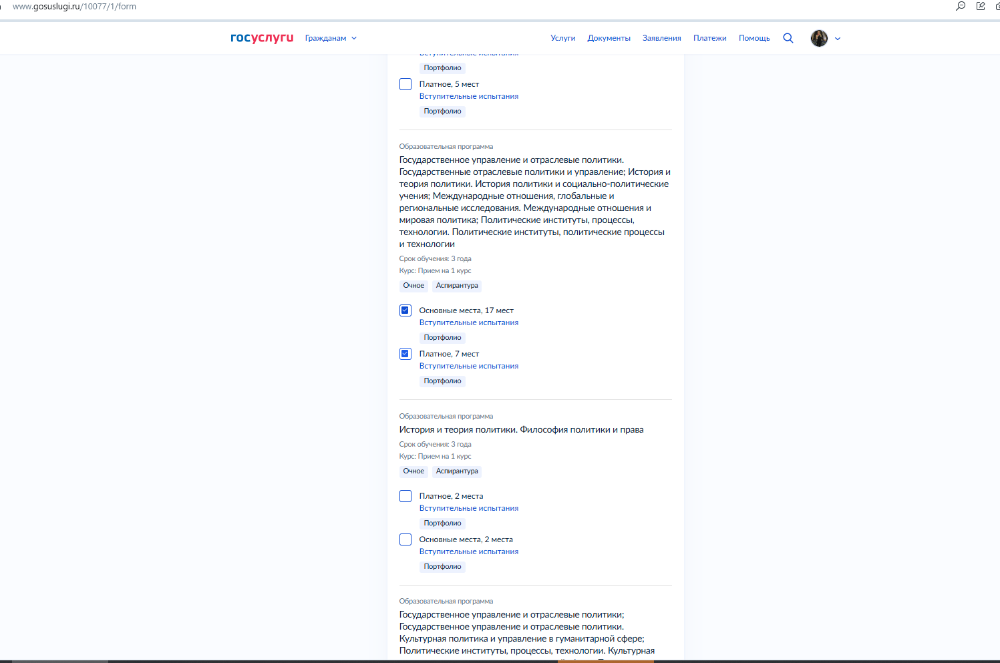 www.gosuslugi.ru/10077/1/form
госуслуги Гражданам Услуги Документы Заявления Платежи Помощь
Вступительные испытания
Портфолио
Платное, 5 мест
Вступительные испытания
Портфолио
Образовательная программа
Государственное управление и отраслевые политики.
Государственные отраслевые политики и управление; История и
теория политики. История политики и социально-политические
учения; Международные отношения, глобальные и
региональные исследования. Международные отношения и
мировая политика; Политические институты, процессы,
технологии. Политические институты, политические процессы
и технологии
Срок обучения: 3 года
Курс: Прием на 1 курс
Очное Аспирантура
Основные места, 17 мест
Вступительные испытания
Портфолио
Платное, 7 мест
Вступительные испытания
Портфолио
Образовательная программа
История и теория политики. Философия политики и права
Срок обучения: 3 года
Курс: Прием на 1 курс
Очное Аспирантура
Платное, 2 места
Вступительные испытания
Портфолио
Основные места, 2 места
Вступительные испытания
Портфолио
Образовательная программа
Государственное управление и отраслевые политики;
Государственное управление и отраслевые политики.
Культурная политика и управление в гуманитарной сфере;
Политические институты, процессы, технологии. Культурная